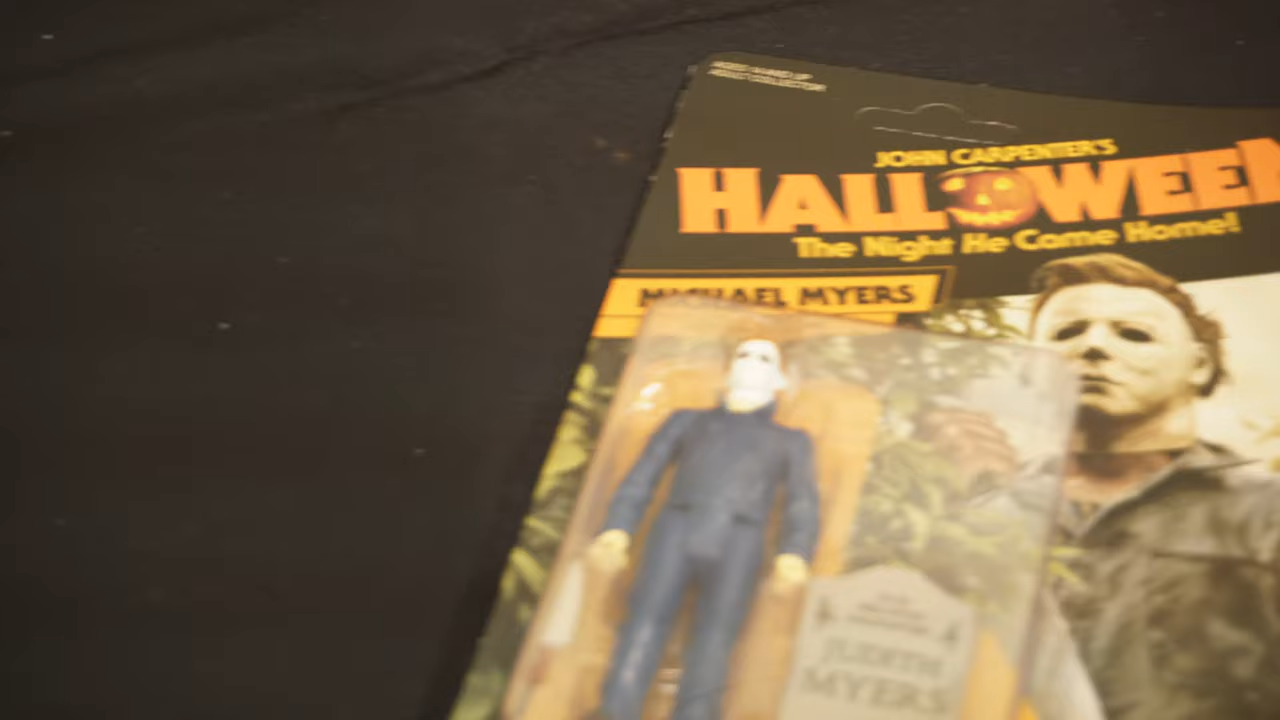 JOHN CARPENTER'S
HALLOWEEN
The Night He Came Home!
MICHAEL MYERS
JUDITH
MYERS